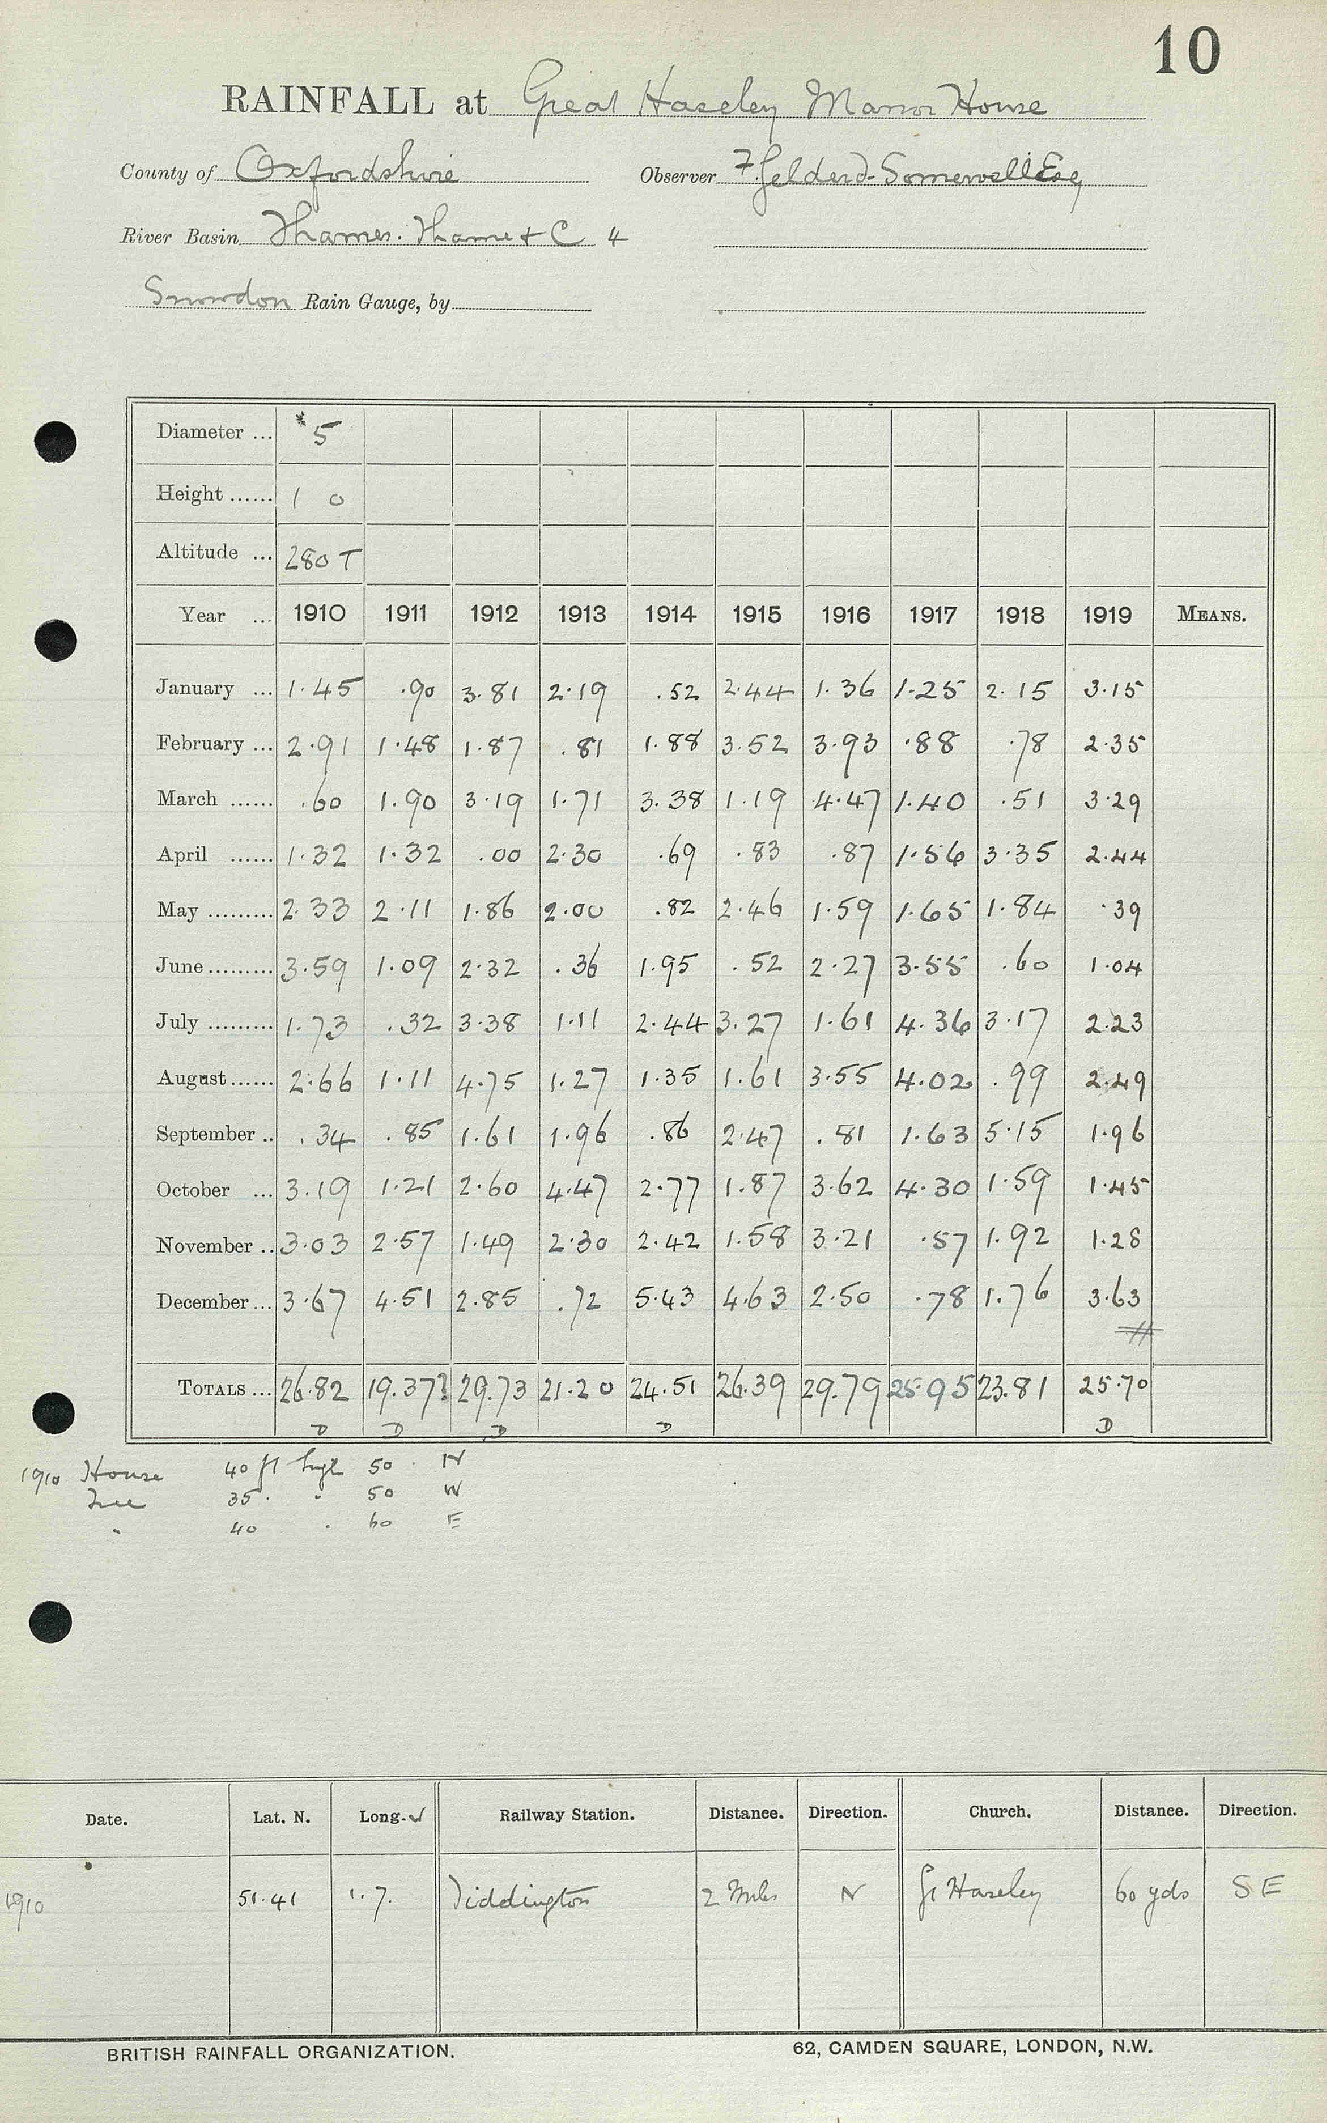 10
RAINFALL at Great Haseley Manor House
County of Oxfordshire Observer F. Gelderd-Somervell Esq
River Basin Thames. Thame + C 4
Snowdon Rain Gauge, by
Diameter ... 5
Height ...... 1 0
Altitude ... 280 T
Year ... 1910 1911 1912 1913 1914 1915 1916 1917 1918 1919 MEANS.
January ... 1.45 .90 3.81 2.19 .52 2.44 1.36 1.25 2.15 3.15
February ... 2.91 1.48 1.87 .81 1.88 3.52 3.93 .88 .78 2.35
March ...... .60 1.90 3.19 1.71 3.38 1.19 4.47 1.40 .51 3.29
April ...... 1.32 1.32 .00 2.30 .69 .83 .87 1.56 3.35 2.44
May ......... 2.33 2.11 1.86 2.00 .82 2.46 1.59 1.65 1.84 .39
June ......... 3.59 1.09 2.32 .36 1.95 .52 2.27 3.55 .60 1.04
July ......... 1.73 .32 3.38 1.11 2.44 3.27 1.61 4.36 3.17 2.23
August ...... 2.66 1.11 4.75 1.27 1.35 1.61 3.55 4.02 .99 2.49
September .. .34 .85 1.61 1.96 .86 2.47 .81 1.63 5.15 1.96
October ... 3.19 1.21 2.60 4.47 2.77 1.87 3.62 4.30 1.59 1.45
November .. 3.03 2.57 1.49 2.30 2.42 1.58 3.21 .57 1.92 1.28
December ... 3.67 4.51 2.85 .72 5.43 4.63 2.50 .78 1.76 3.63
TOTALS ... 26.82 19.37? 29.73 21.20 24.51 26.39 29.79 25.95 23.81 25.70
D D D D D
1910 House 40 ft high 50 N
Tree 35 " 50 W
" 40 " 60 E
Date. Lat. N. Long. W Railway Station. Distance. Direction. Church. Distance. Direction.
1910 51.41 1.7. Tiddington 2 Miles N Gt Haseley 60 yds SE
BRITISH RAINFALL ORGANIZATION. 62, CAMDEN SQUARE, LONDON, N.W.